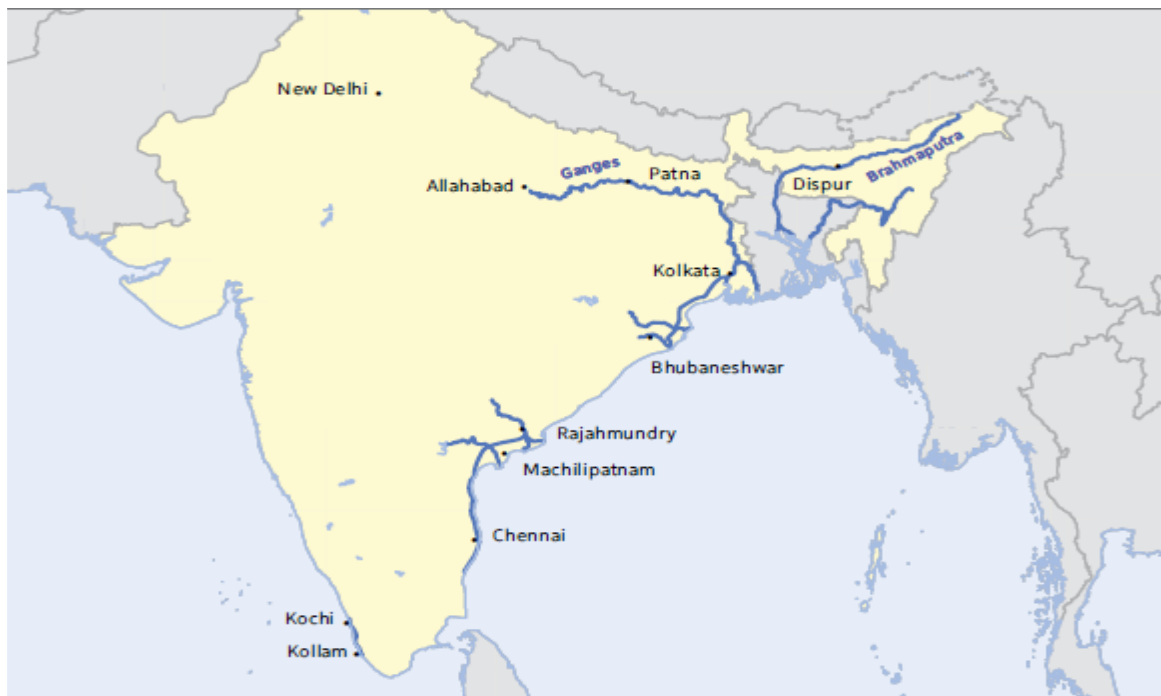 New Delhi
Ganges
Patna
Allahabad
Dispur
Brahmaputra
Kolkata
Bhubaneshwar
Rajahmundry
Machilipatnam
Chennai
Kochi
Kollam